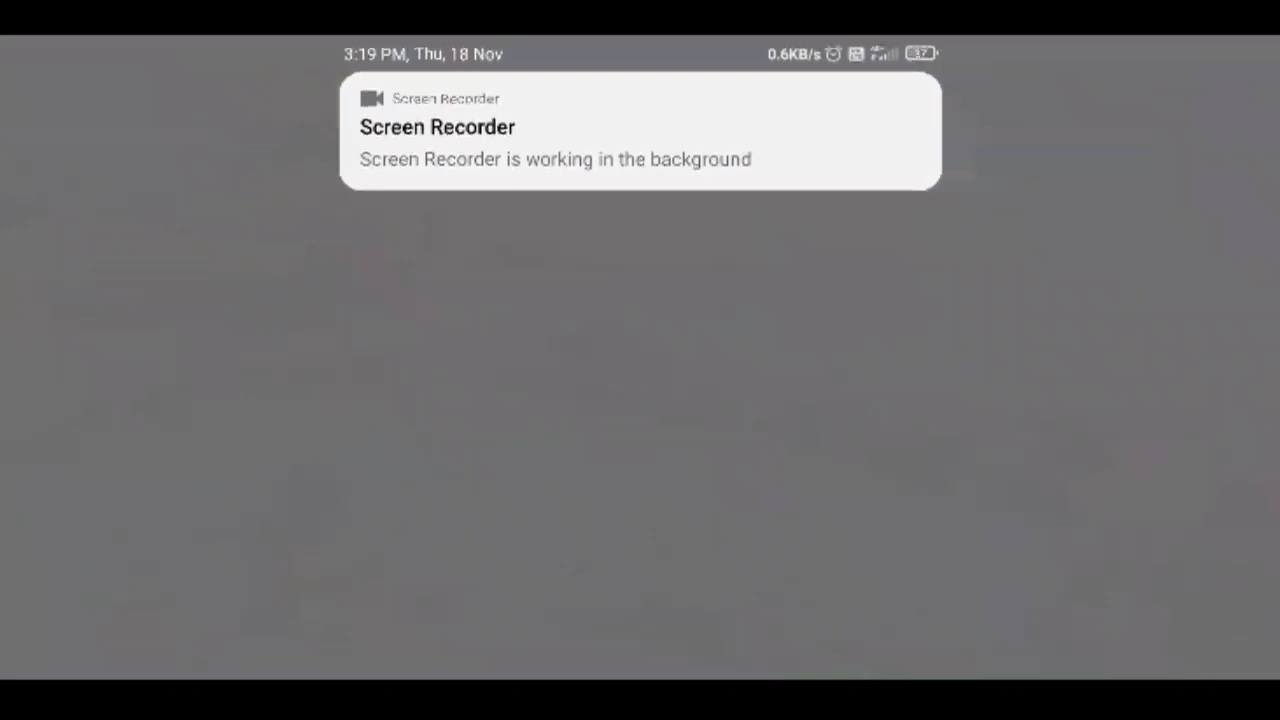 3:19 PM, Thu, 18 Nov 0.6KB/s 37
Screen Recorder
Screen Recorder
Screen Recorder is working in the background